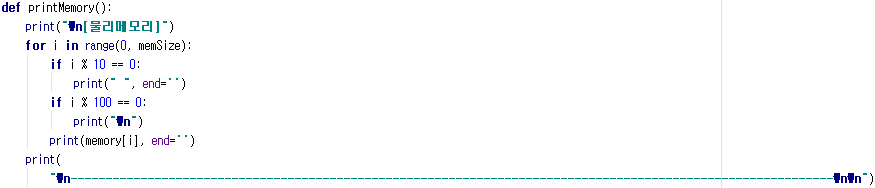 def printMemory():
print("₩n[물리메모리]")
for i in range(0, memSize):
if i % 10 == 0:
print(" ", end='')
if i % 100 == 0:
print("₩n")
print(memory[i], end='')
print(
"₩n-------------------------------------------------------------------------------------------------------------₩n₩n")